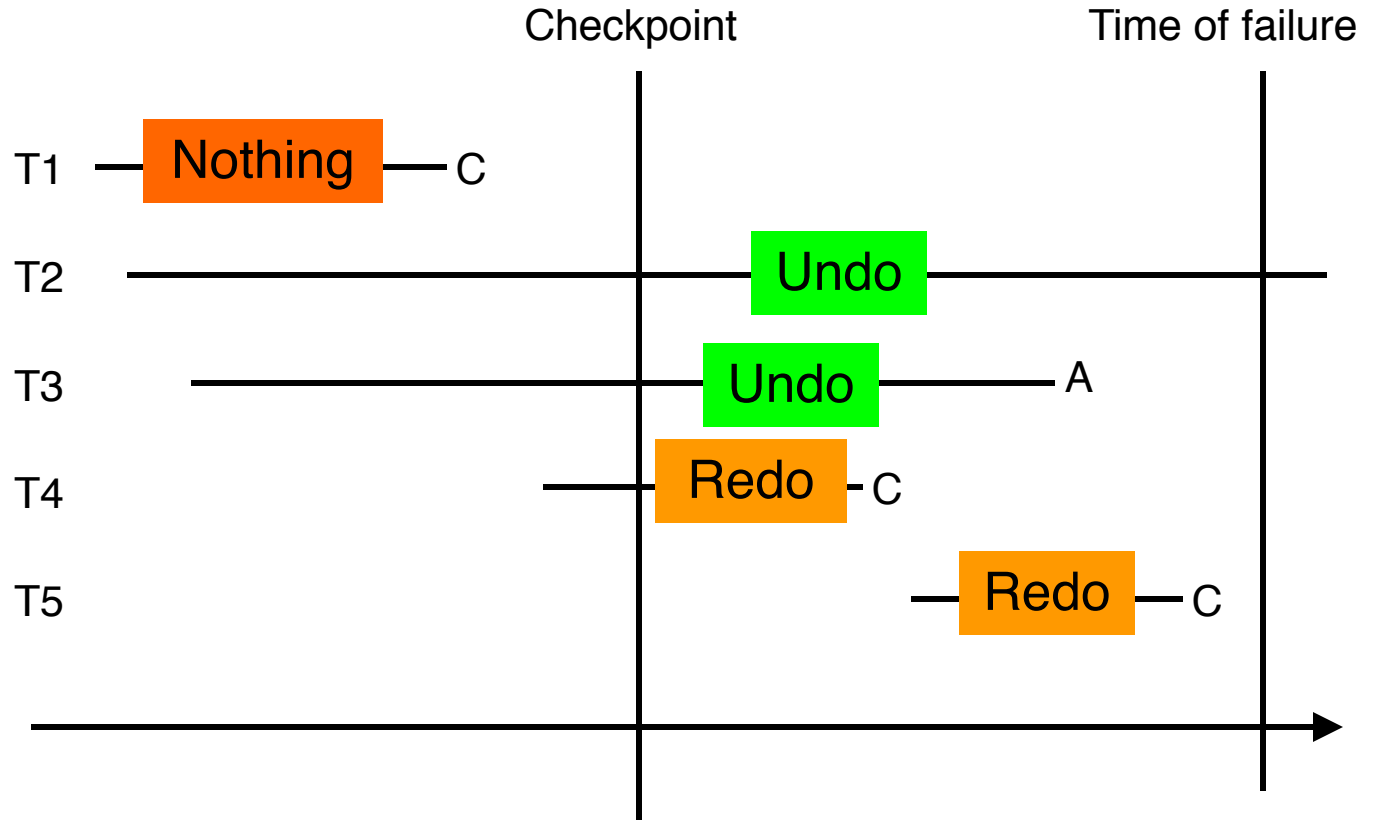 Checkpoint Time of failure
T1 Nothing C
T2 Undo
T3 Undo A
T4 Redo C
T5 Redo C